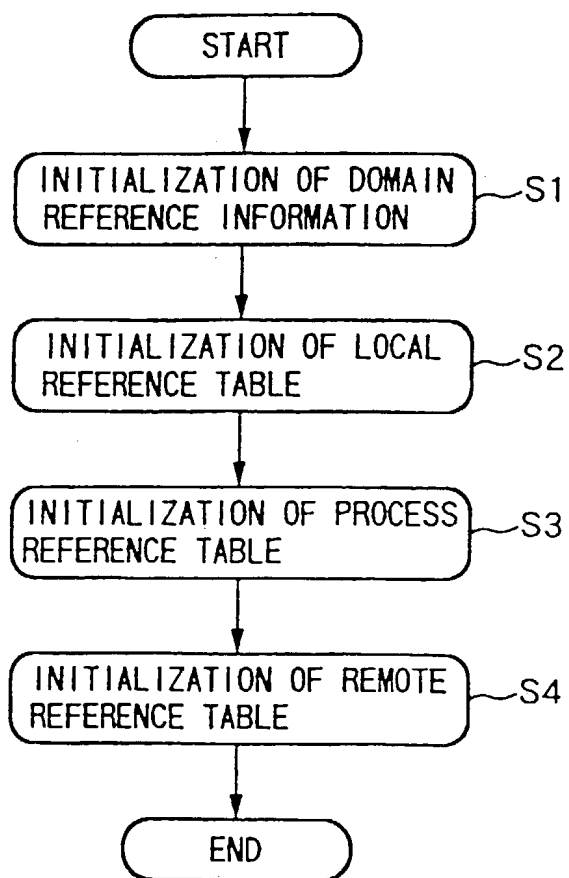 START
INITIALIZATION OF DOMAIN
REFERENCE INFORMATION
S1
INITIALIZATION OF LOCAL
REFERENCE TABLE
S2
INITIALIZATION OF PROCESS
REFERENCE TABLE
S3
INITIALIZATION OF REMOTE
REFERENCE TABLE
S4
END